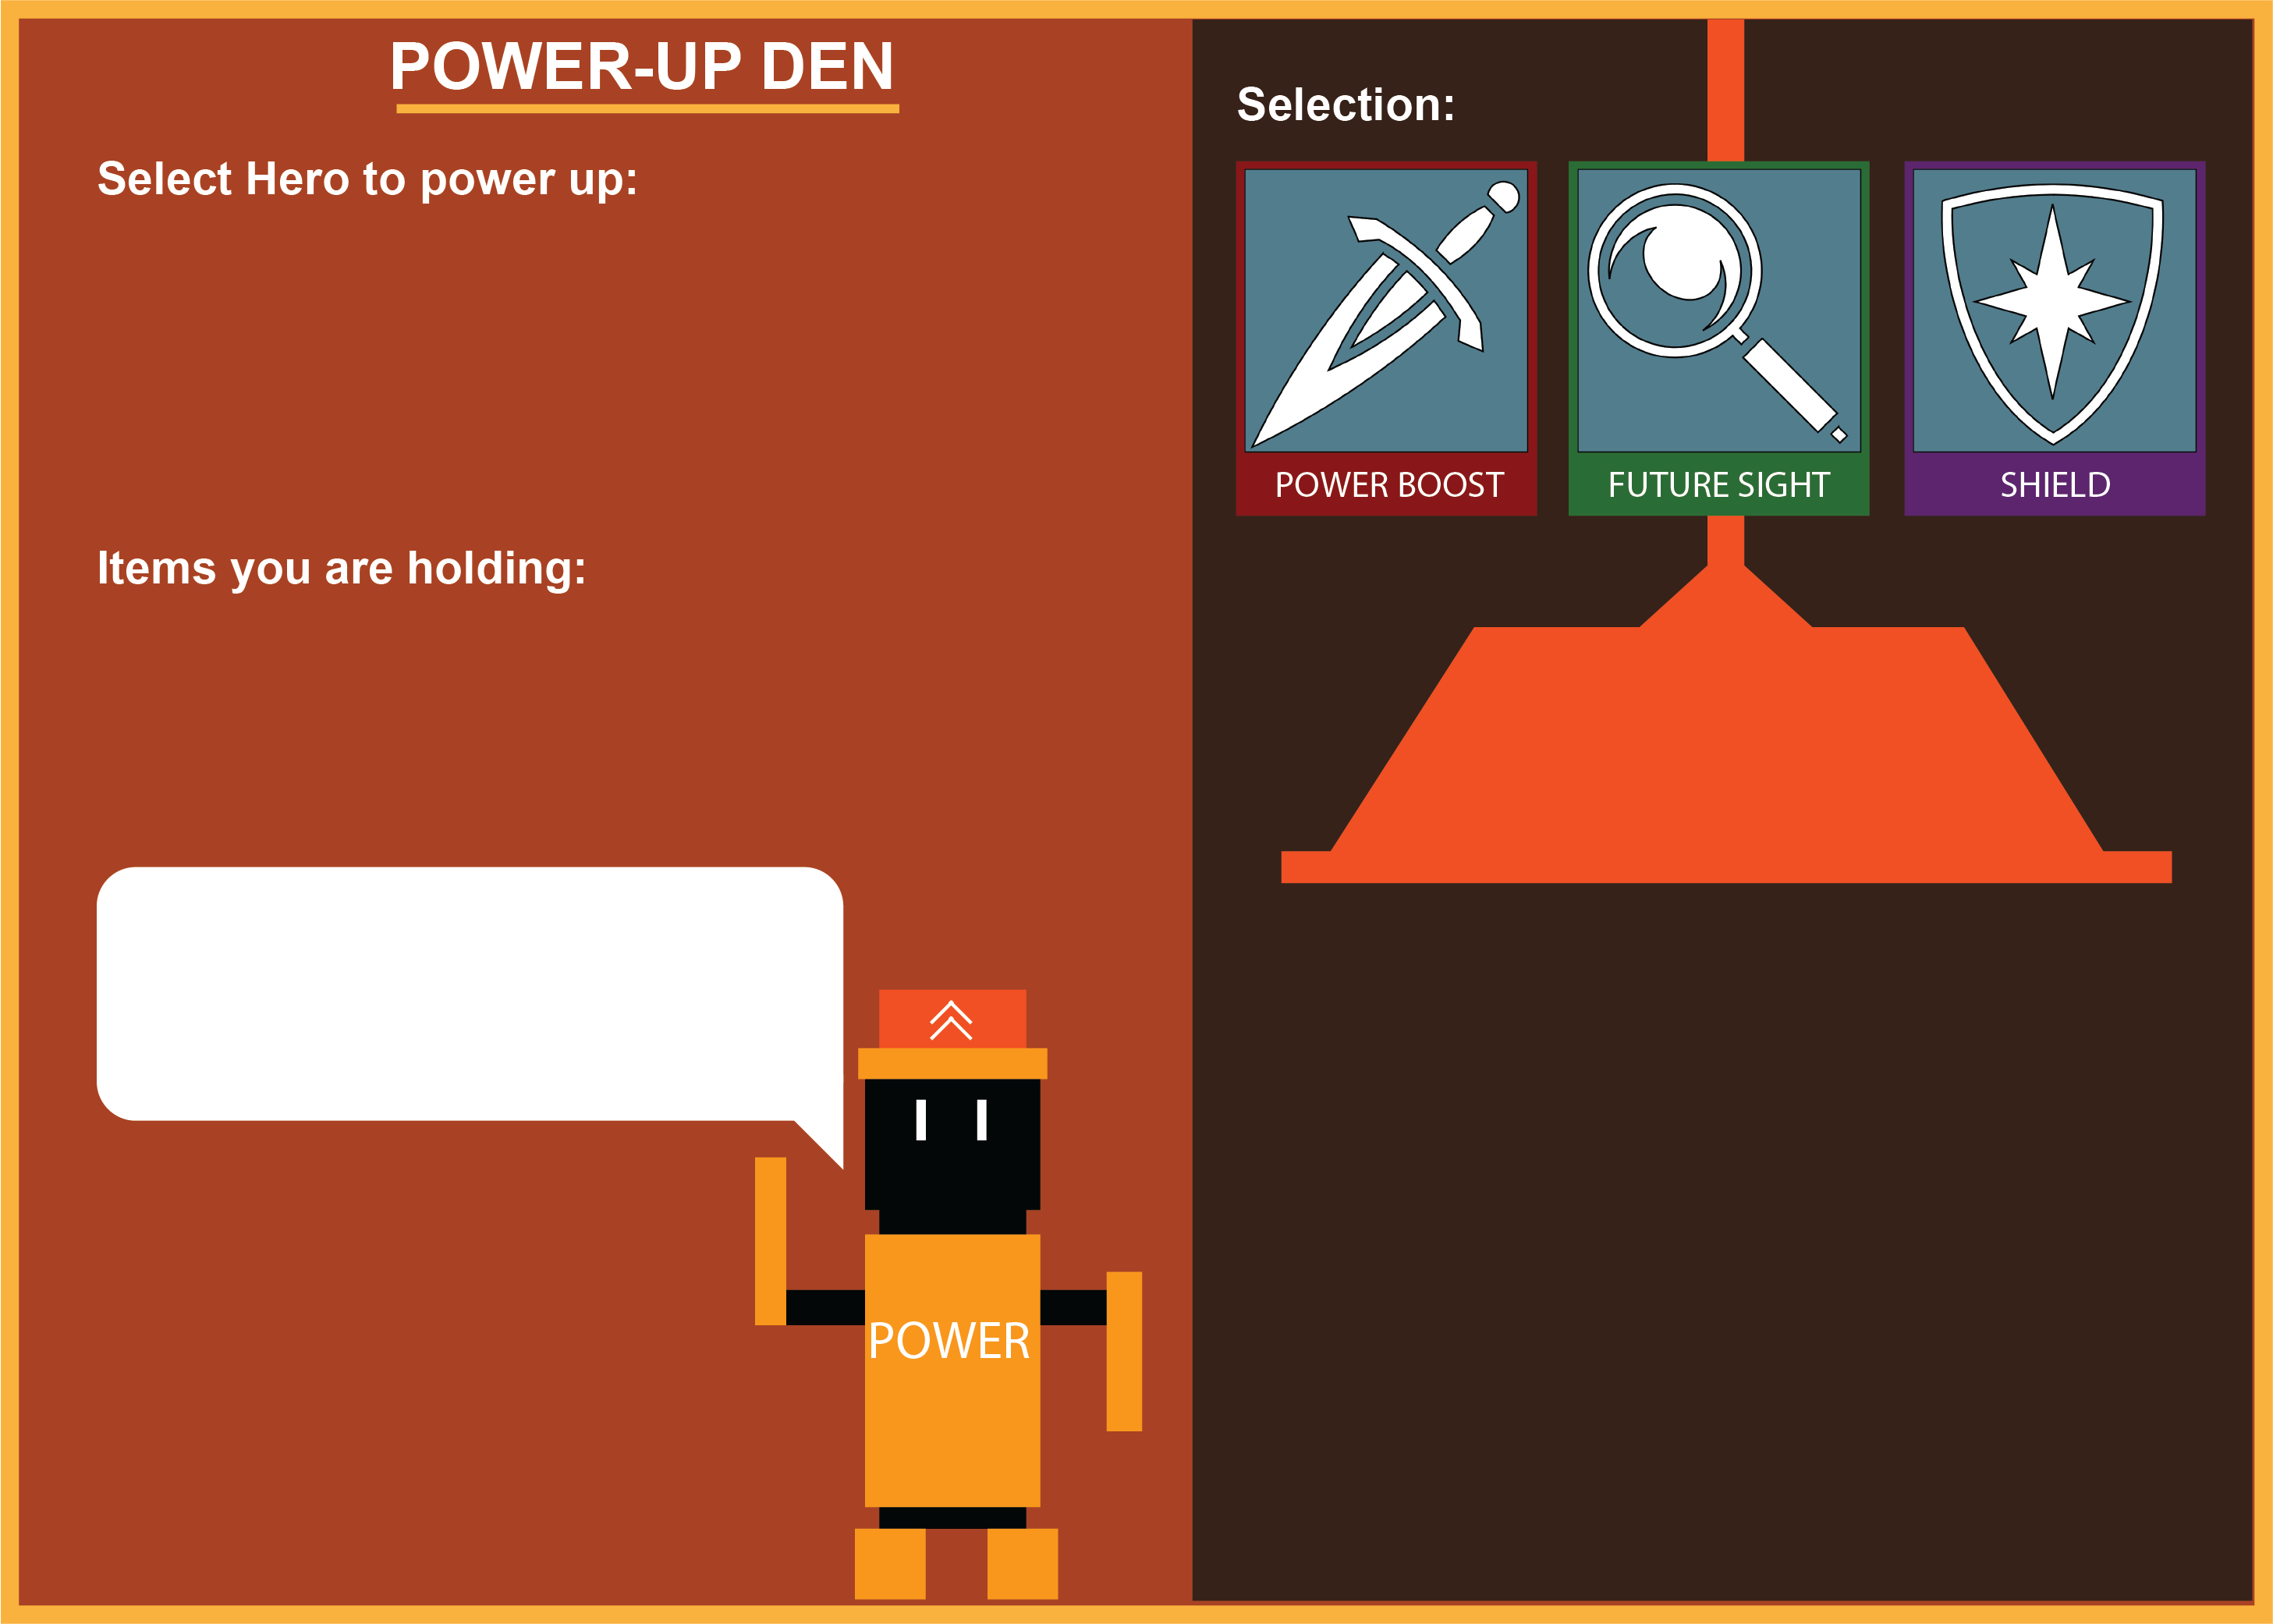 POWER-UP DEN
Select Hero to power up:
Items you are holding:
POWER
Selection:
POWER BOOST
FUTURE SIGHT
SHIELD